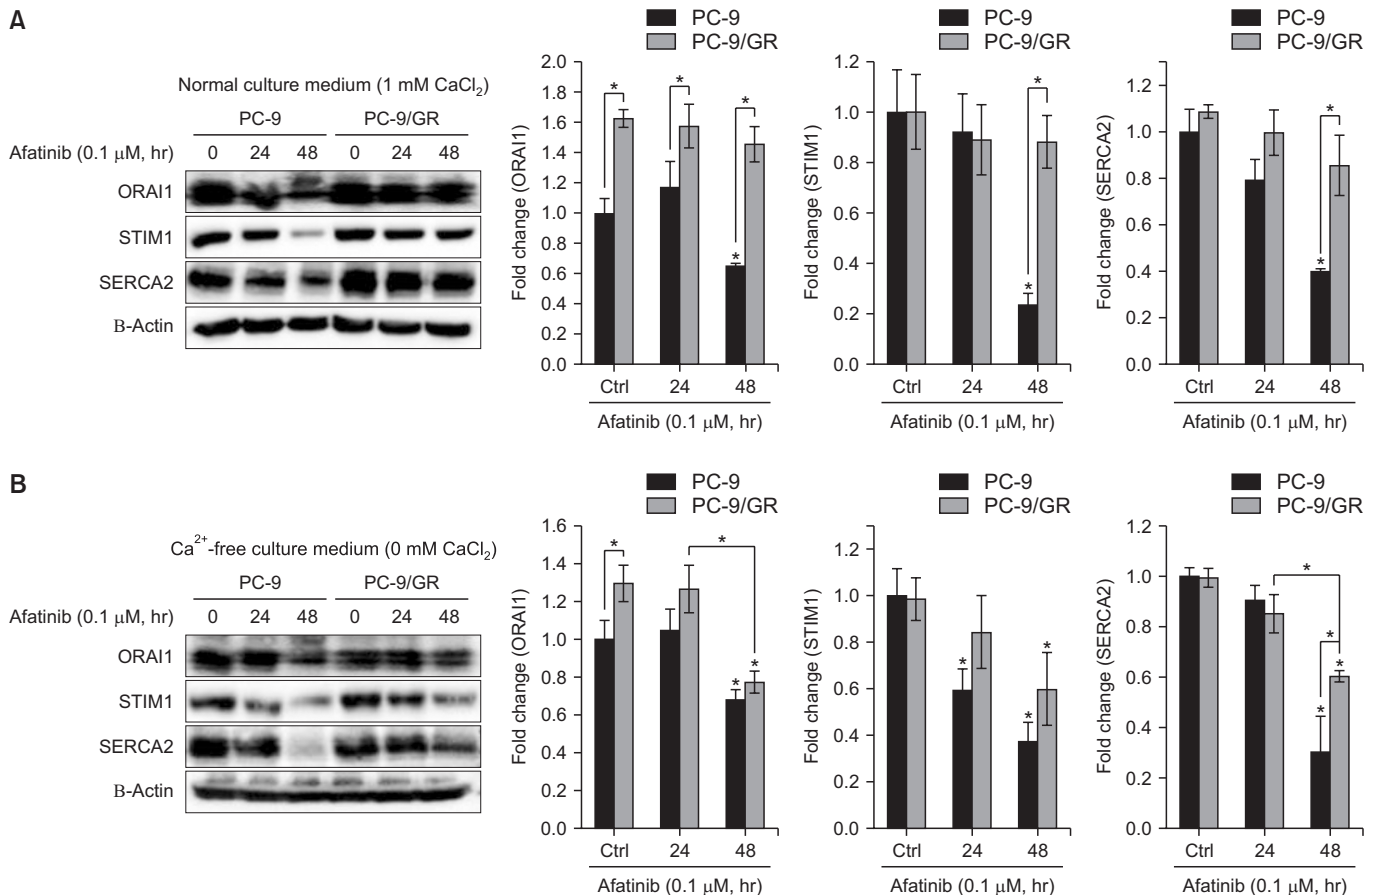 A
Normal culture medium (1 mM CaCl₂)
PC-9 PC-9/GR
Afatinib (0.1 μM, hr) 0 24 48 0 24 48
ORAI1
STIM1
SERCA2
B-Actin
PC-9
PC-9/GR
Fold change (ORAI1)
2.0
1.8
1.6
1.4
1.2
1.0
0.8
0.6
0.4
0.2
0.0
* * * *
Ctrl 24 48
Afatinib (0.1 μM, hr)
PC-9
PC-9/GR
Fold change (STIM1)
1.2
1.0
0.8
0.6
0.4
0.2
0.0
* *
Ctrl 24 48
Afatinib (0.1 μM, hr)
PC-9
PC-9/GR
Fold change (SERCA2)
1.2
1.0
0.8
0.6
0.4
0.2
0.0
* *
Ctrl 24 48
Afatinib (0.1 μM, hr)
B
Ca²⁺-free culture medium (0 mM CaCl₂)
PC-9 PC-9/GR
Afatinib (0.1 μM, hr) 0 24 48 0 24 48
ORAI1
STIM1
SERCA2
B-Actin
PC-9
PC-9/GR
Fold change (ORAI1)
1.6
1.4
1.2
1.0
0.8
0.6
0.4
0.2
0.0
* * * *
Ctrl 24 48
Afatinib (0.1 μM, hr)
PC-9
PC-9/GR
Fold change (STIM1)
1.2
1.0
0.8
0.6
0.4
0.2
0.0
* * *
Ctrl 24 48
Afatinib (0.1 μM, hr)
PC-9
PC-9/GR
Fold change (SERCA2)
1.2
1.0
0.8
0.6
0.4
0.2
0.0
* * * *
Ctrl 24 48
Afatinib (0.1 μM, hr)